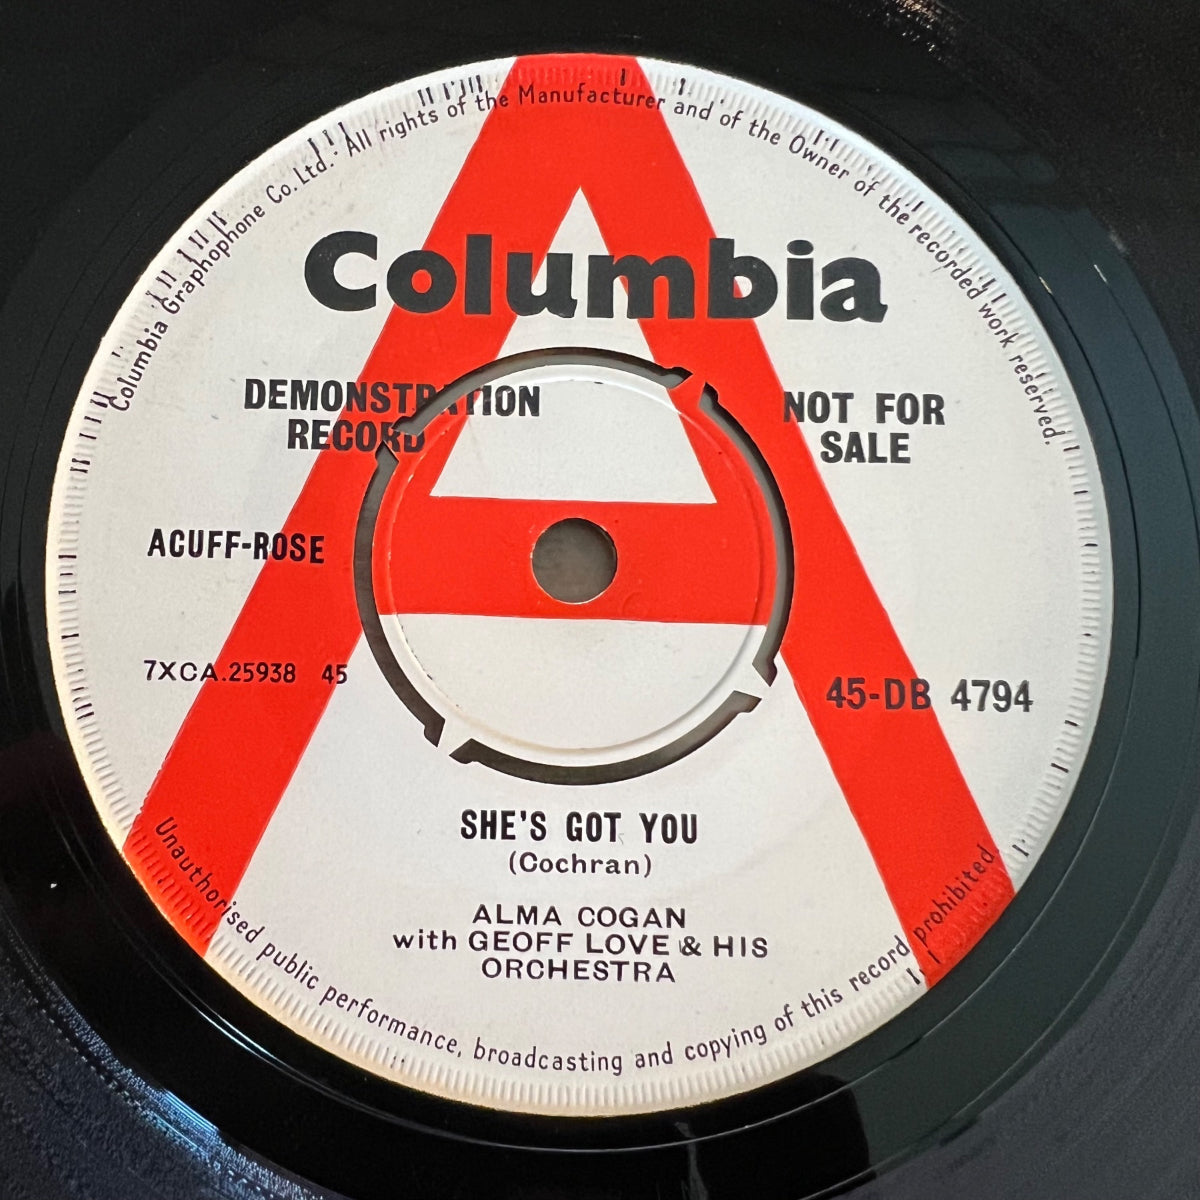 Columbia Graphophone Co. Ltd. All rights of the Manufacturer and of the Owner of the recorded work reserved.
Columbia
DEMONSTRATION
RECORD
NOT FOR
SALE
ACUFF-ROSE
7XCA.25938 45
45-DB 4794
SHE'S GOT YOU
(Cochran)
ALMA COGAN
with GEOFF LOVE & HIS
ORCHESTRA
Unauthorised public performance, broadcasting and copying of this record prohibited.